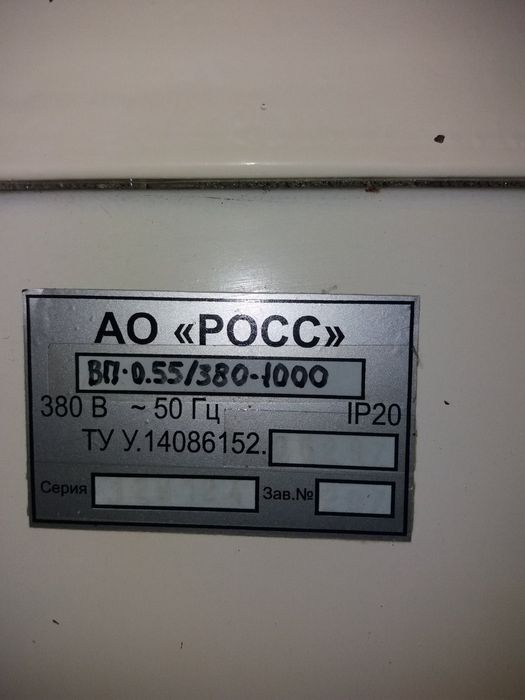 АО «РОСС»
ВП-0.55/380-1000
380 В ~ 50 Гц IP20
ТУ У.14086152.
Серия Зав.№